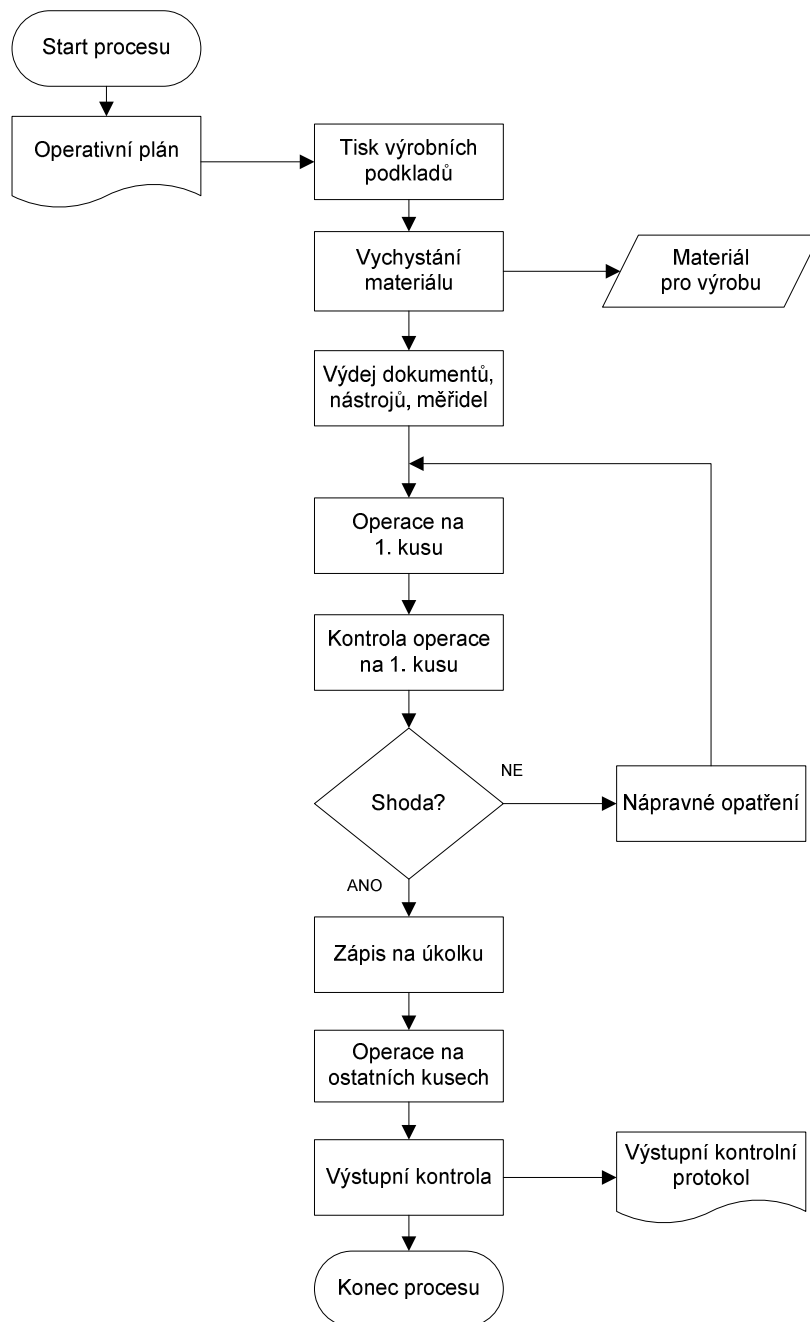 Start procesu
Operativní plán
Tisk výrobních
podkladů
Vychystání
materiálu
Materiál
pro výrobu
Výdej dokumentů,
nástrojů, měřidel
Operace na
1. kusu
Kontrola operace
na 1. kusu
Shoda?
NE
Nápravné opatření
ANO
Zápis na úkolku
Operace na
ostatních kusech
Výstupní kontrola
Výstupní kontrolní
protokol
Konec procesu